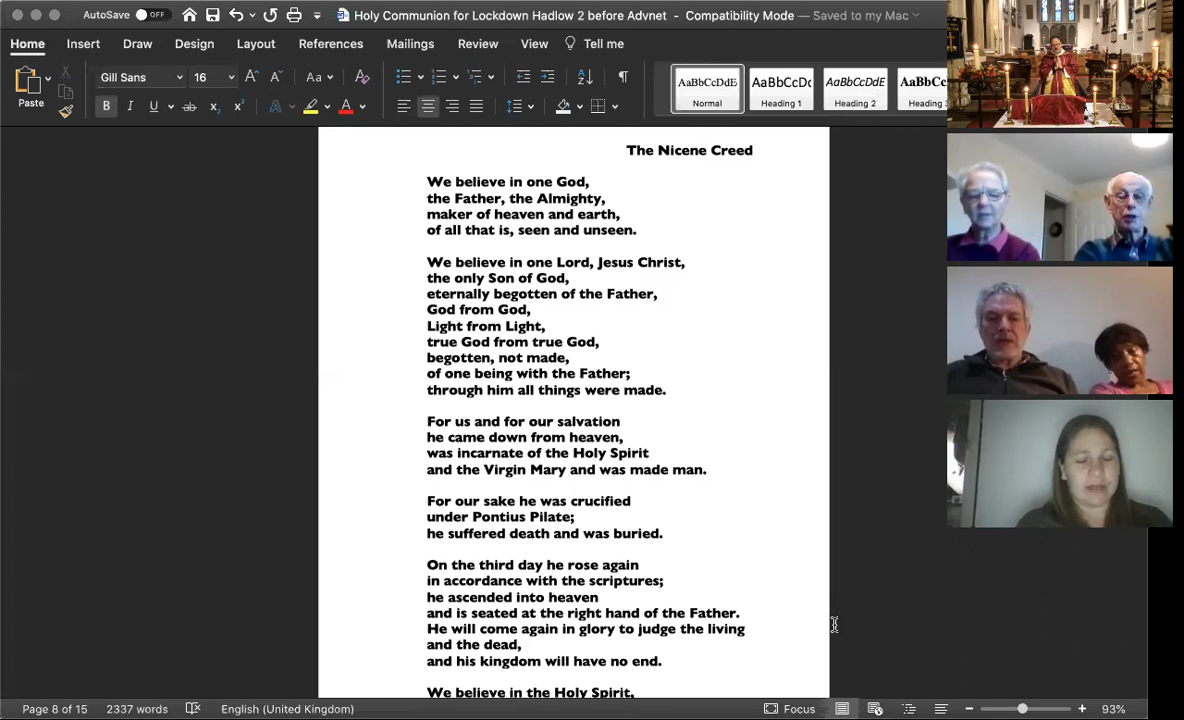 AutoSave OFF
Holy Communion for Lockdown Hadlow 2 before Advnet - Compatibility Mode — Saved to my Mac
Home Insert Draw Design Layout References Mailings Review View Tell me
Paste
Gill Sans 16
AaBbCcDdE AaBbCcDc AaBbCcDdE AaBbCc
Normal Heading 1 Heading 2 Heading
The Nicene Creed
We believe in one God,
the Father, the Almighty,
maker of heaven and earth,
of all that is, seen and unseen.
We believe in one Lord, Jesus Christ,
the only Son of God,
eternally begotten of the Father,
God from God,
Light from Light,
true God from true God,
begotten, not made,
of one being with the Father;
through him all things were made.
For us and for our salvation
he came down from heaven,
was incarnate of the Holy Spirit
and the Virgin Mary and was made man.
For our sake he was crucified
under Pontius Pilate;
he suffered death and was buried.
On the third day he rose again
in accordance with the scriptures;
he ascended into heaven
and is seated at the right hand of the Father.
He will come again in glory to judge the living
and the dead,
and his kingdom will have no end.
We believe in the Holy Spirit,
Page 8 of 15 2337 words English (United Kingdom) Focus 93%